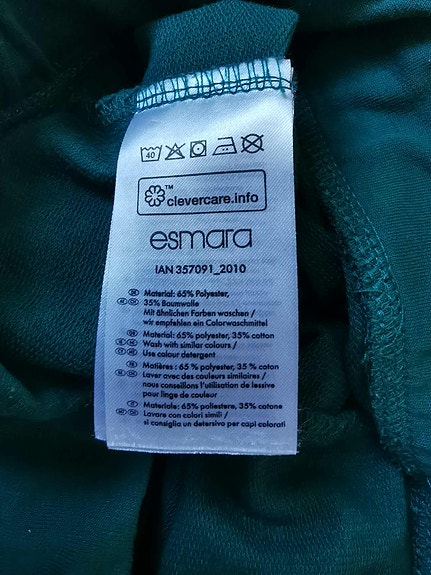 40
TM
clevercare.info
esmara
IAN 357091_2010
Material: 65% Polyester,
35% Baumwolle
Mit ähnlichen Farben waschen /
wir empfehlen ein Colorwaschmittel
Material: 65% polyester, 35% cotton
Wash with similar colours /
Use colour detergent
Matières : 65 % polyester, 35 % coton
Laver avec des couleurs similaires /
nous conseillons l'utilisation de lessive
pour linge de couleur
Materiale: 65% poliestere, 35% cotone
Lavare con colori simili /
si consiglia un detersivo per capi colorati